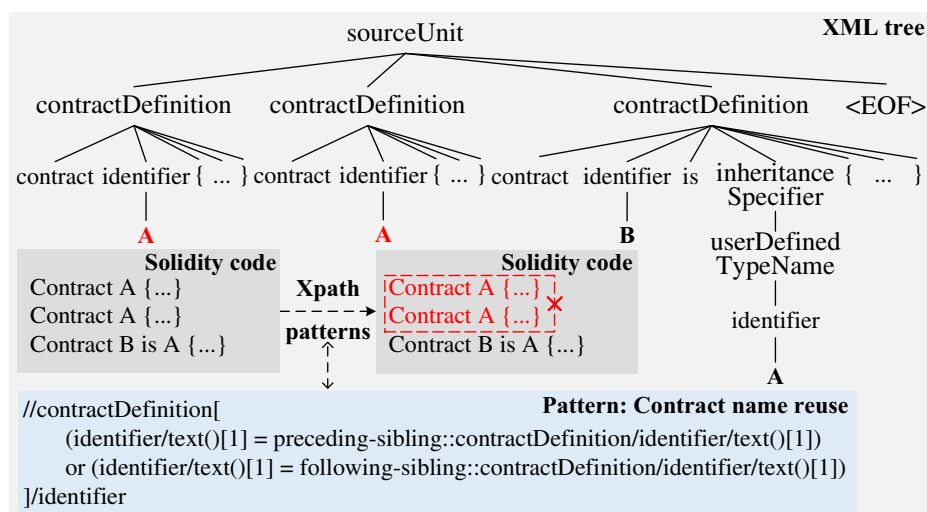 XML tree
sourceUnit
contractDefinition contractDefinition contractDefinition <EOF>
contract identifier { ... } contract identifier { ... } contract identifier is inheritance Specifier { ... }
A A B
userDefined
TypeName
identifier
A
Solidity code
Contract A {...}
Contract A {...}
Contract B is A {...}
Xpath
patterns
Solidity code
Contract A {...}
Contract A {...}
Contract B is A {...}
Pattern: Contract name reuse
//contractDefinition[
(identifier/text()[1] = preceding-sibling::contractDefinition/identifier/text()[1])
or (identifier/text()[1] = following-sibling::contractDefinition/identifier/text()[1])
]/identifier